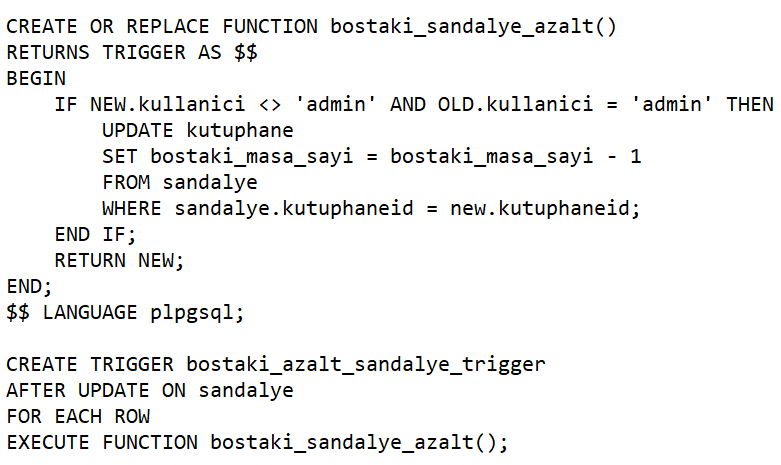 CREATE OR REPLACE FUNCTION bostaki_sandalye_azalt()
RETURNS TRIGGER AS $$
BEGIN
    IF NEW.kullanici <> 'admin' AND OLD.kullanici = 'admin' THEN
        UPDATE kutuphane
        SET bostaki_masa_sayi = bostaki_masa_sayi - 1
        FROM sandalye
        WHERE sandalye.kutuphaneid = new.kutuphaneid;
    END IF;
    RETURN NEW;
END;
$$ LANGUAGE plpgsql;

CREATE TRIGGER bostaki_azalt_sandalye_trigger
AFTER UPDATE ON sandalye
FOR EACH ROW
EXECUTE FUNCTION bostaki_sandalye_azalt();